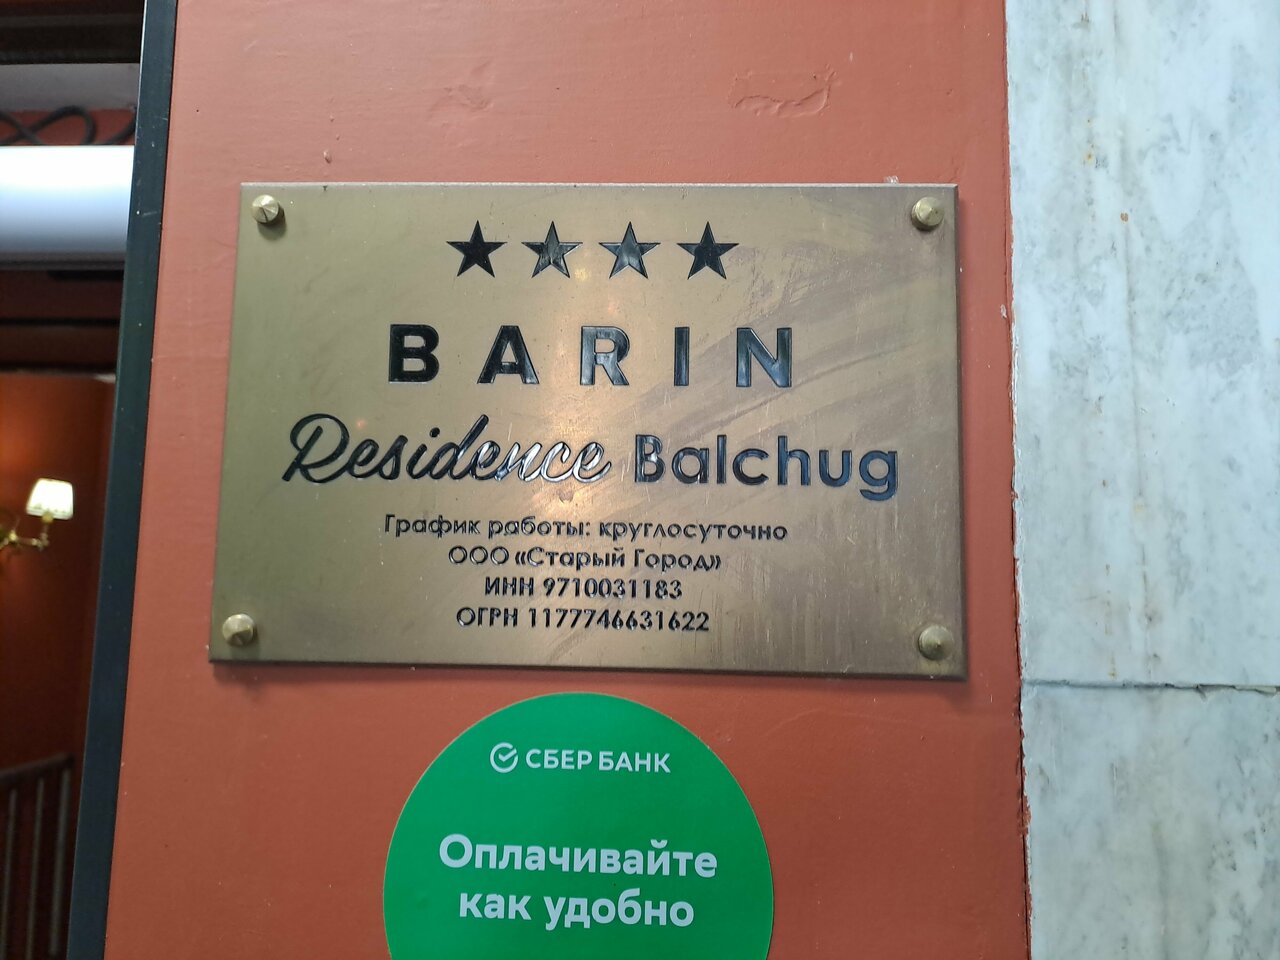 BARIN
Residence Balchug
График работы: круглосуточно
ООО «Старый Город»
ИНН 9710031183
ОГРН 1177746631622
СБЕР БАНК
Оплачивайте
как удобно